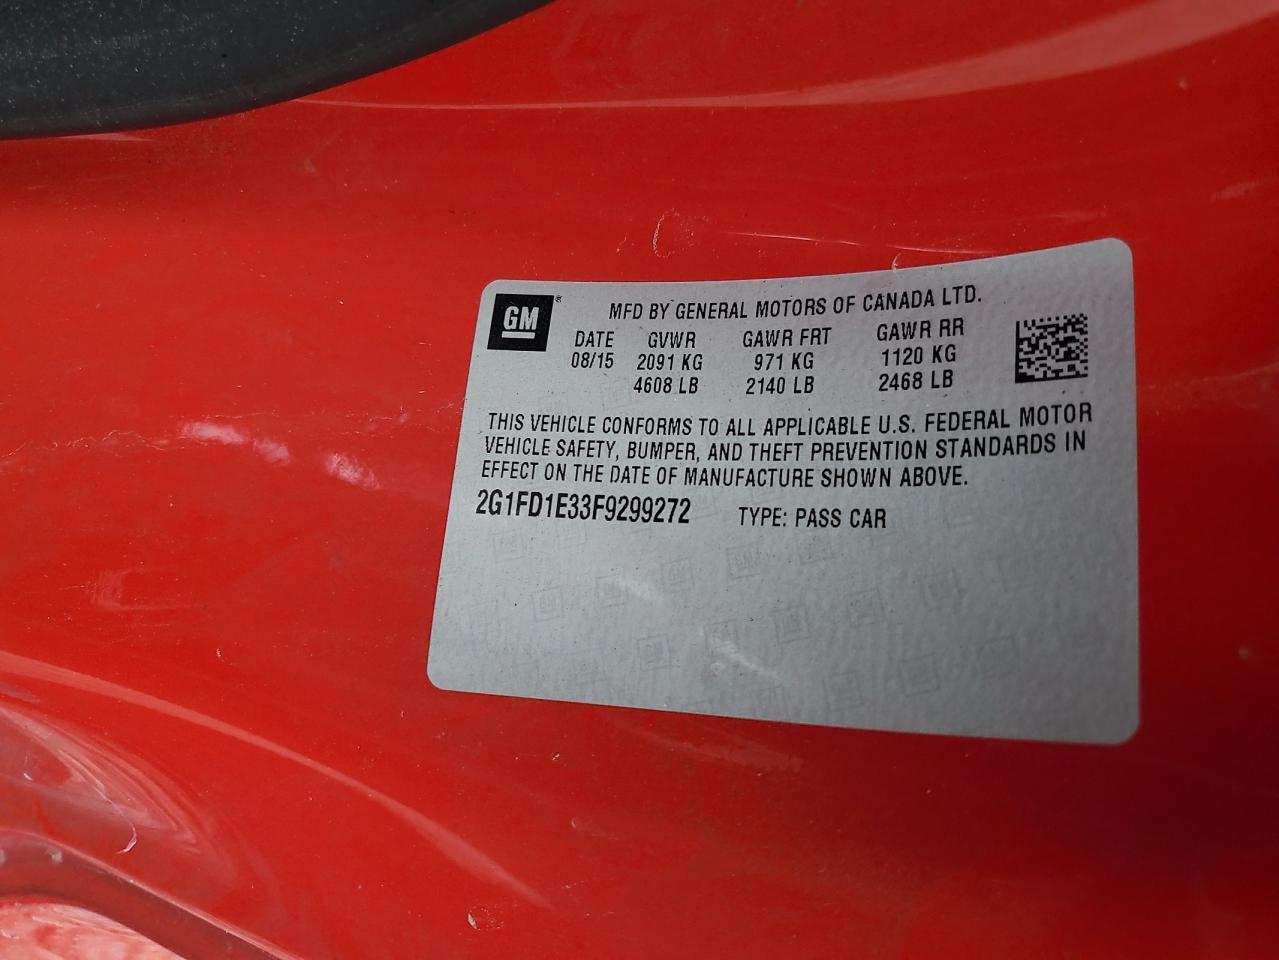 GM ® MFD BY GENERAL MOTORS OF CANADA LTD.
DATE GVWR GAWR FRT GAWR RR
08/15 2091 KG 971 KG 1120 KG
4608 LB 2140 LB 2468 LB
THIS VEHICLE CONFORMS TO ALL APPLICABLE U.S. FEDERAL MOTOR
VEHICLE SAFETY, BUMPER, AND THEFT PREVENTION STANDARDS IN
EFFECT ON THE DATE OF MANUFACTURE SHOWN ABOVE.
2G1FD1E33F9299272 TYPE: PASS CAR